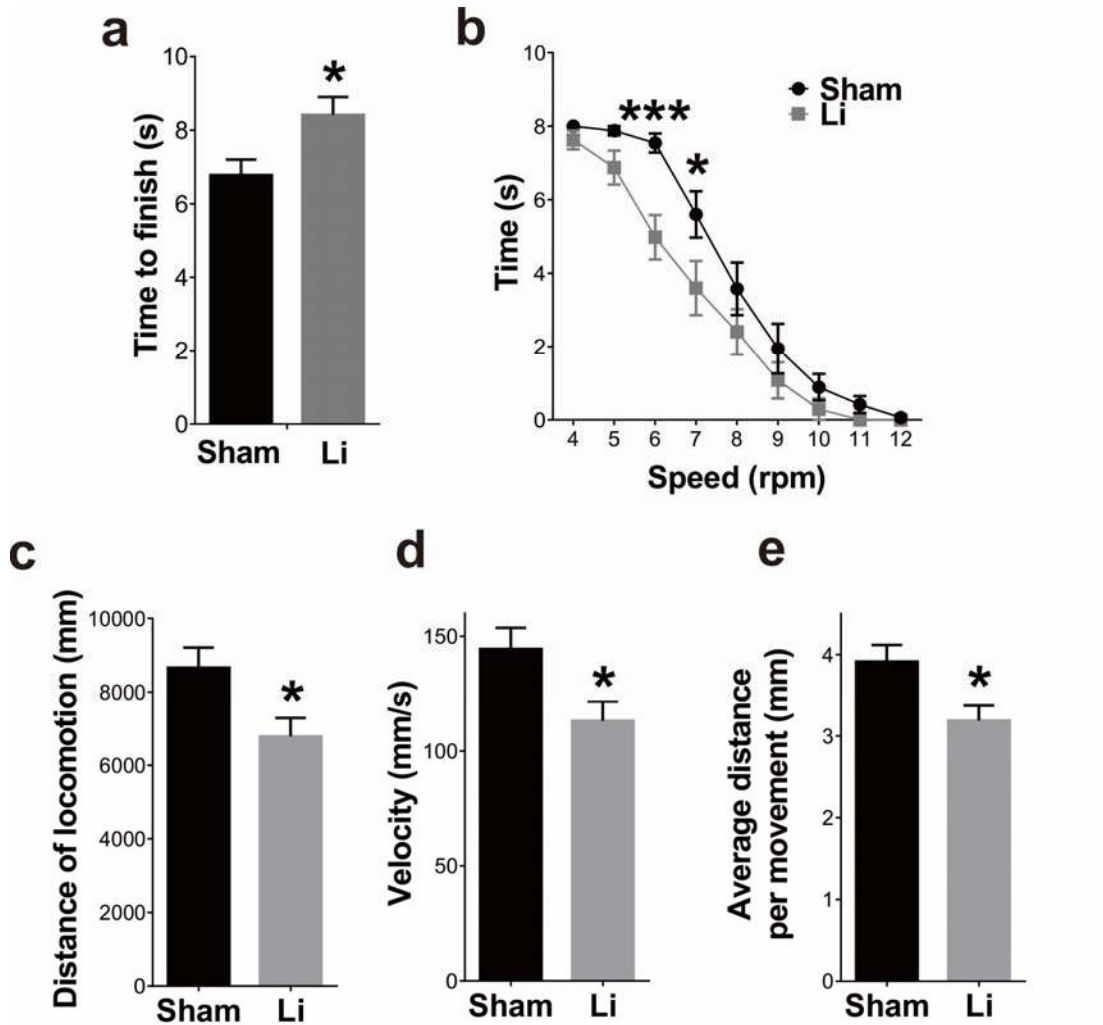 a
Time to finish (s)
10
8
6
4
2
0
*
Sham Li
b
Time (s)
10
8
6
4
2
0
***
*
Sham
Li
4 5 6 7 8 9 10 11 12
Speed (rpm)
c
Distance of locomotion (mm)
10000
8000
6000
4000
2000
0
*
Sham Li
d
Velocity (mm/s)
150
100
50
0
*
Sham Li
e
Average distance
per movement (mm)
4
3
2
1
0
*
Sham Li